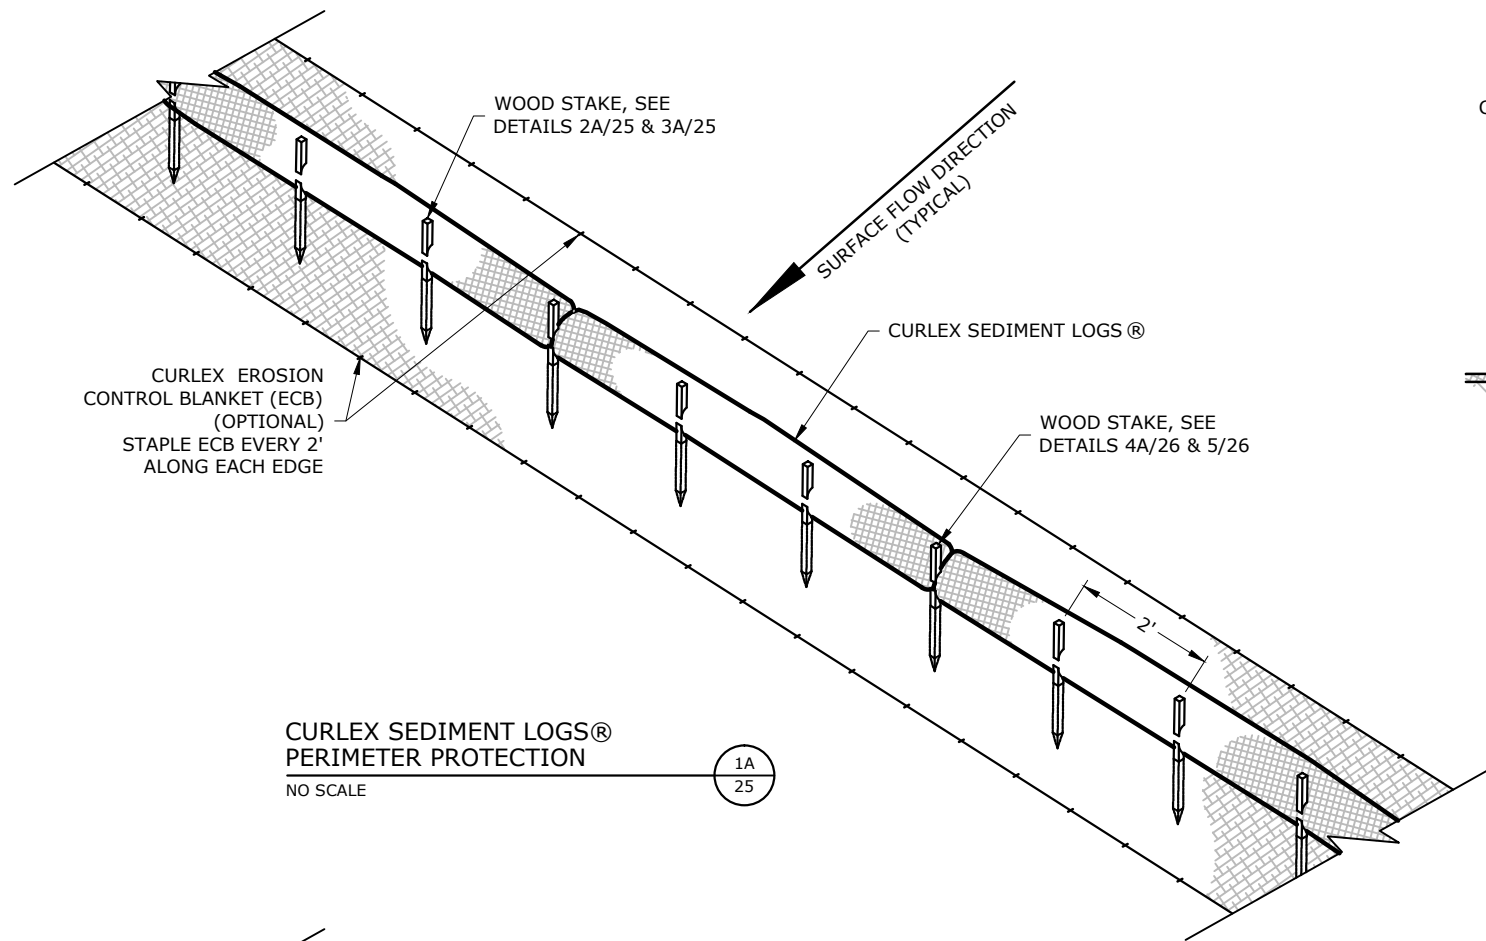 WOOD STAKE, SEE
DETAILS 2A/25 & 3A/25
SURFACE FLOW DIRECTION
(TYPICAL)
CURLEX SEDIMENT LOGS®
CURLEX EROSION
CONTROL BLANKET (ECB)
(OPTIONAL)
STAPLE ECB EVERY 2'
ALONG EACH EDGE
WOOD STAKE, SEE
DETAILS 4A/26 & 5/26
2'
CURLEX SEDIMENT LOGS®
PERIMETER PROTECTION
NO SCALE
1A
25